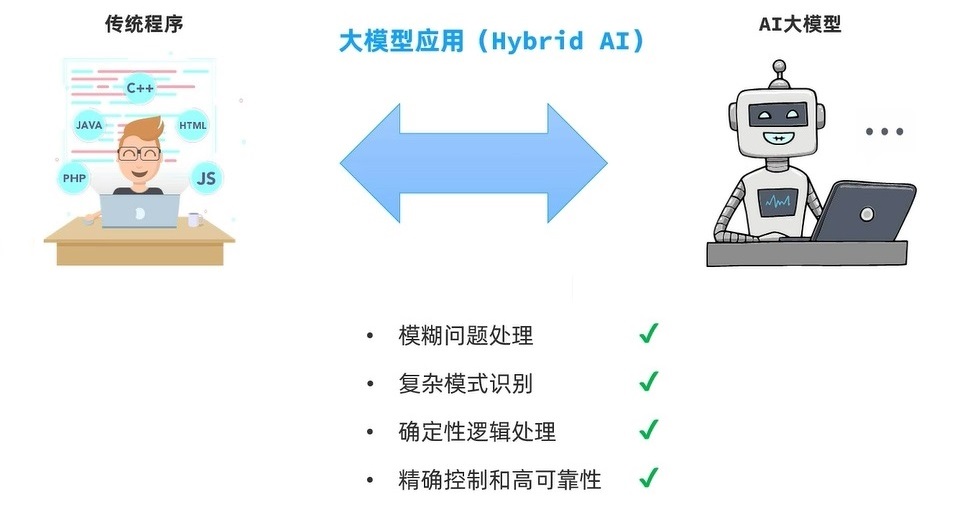 传统程序
大模型应用（Hybrid AI）
AI大模型
C++
JAVA
HTML
PHP
JS
• 模糊问题处理 ✓
• 复杂模式识别 ✓
• 确定性逻辑处理 ✓
• 精确控制和高可靠性 ✓